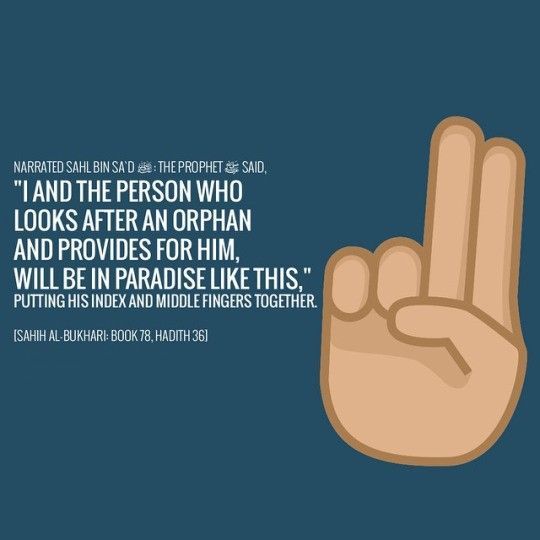 NARRATED SAHL BIN SA`D ﷺ: THE PROPHET ﷺ SAID,
"I AND THE PERSON WHO
LOOKS AFTER AN ORPHAN
AND PROVIDES FOR HIM,
WILL BE IN PARADISE LIKE THIS,"
PUTTING HIS INDEX AND MIDDLE FINGERS TOGETHER.
[SAHIH AL-BUKHARI: BOOK 78, HADITH 36]